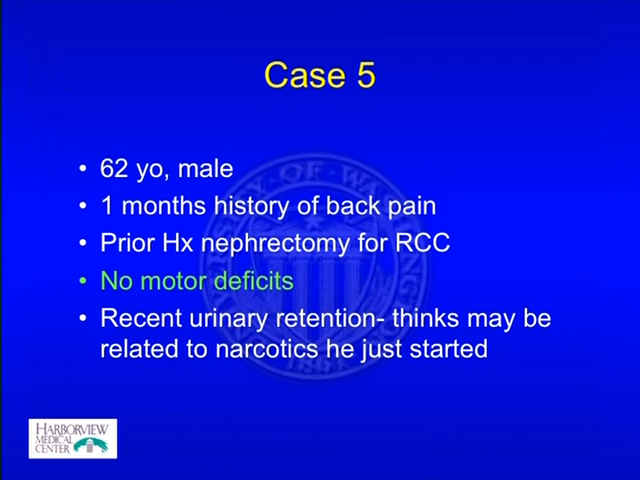 Case 5
• 62 yo, male
• 1 months history of back pain
• Prior Hx nephrectomy for RCC
• No motor deficits
• Recent urinary retention- thinks may be
related to narcotics he just started
HARBORVIEW
MEDICAL
CENTER